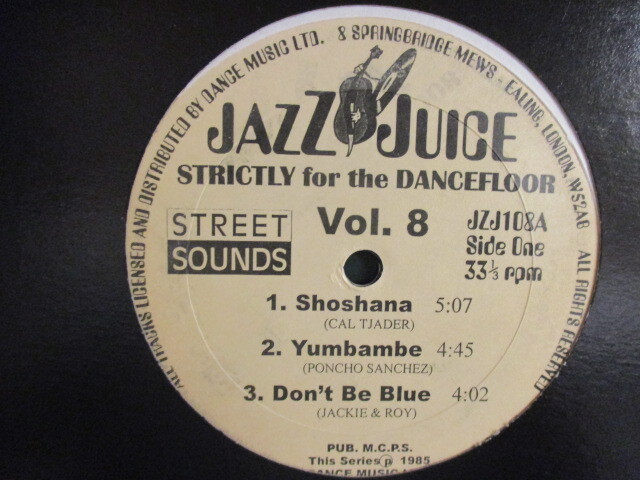 ALL TRACKS LICENSED AND DISTRIBUTED BY DANCE MUSIC LTD. 8 SPRINGBRIDGE MEWS - EALING, LONDON, WS2AB ALL RIGHTS RESERVED
JAZZ JUICE
STRICTLY for the DANCEFLOOR
STREET SOUNDS
Vol. 8
JZJ108A
Side One
33⅓ rpm
1. Shoshana 5:07
(CAL TJADER)
2. Yumbambe 4:45
(PONCHO SANCHEZ)
3. Don't Be Blue 4:02
(JACKIE & ROY)
PUB. M.C.P.S.
This Series ℗ 1985
DANCE MUSIC